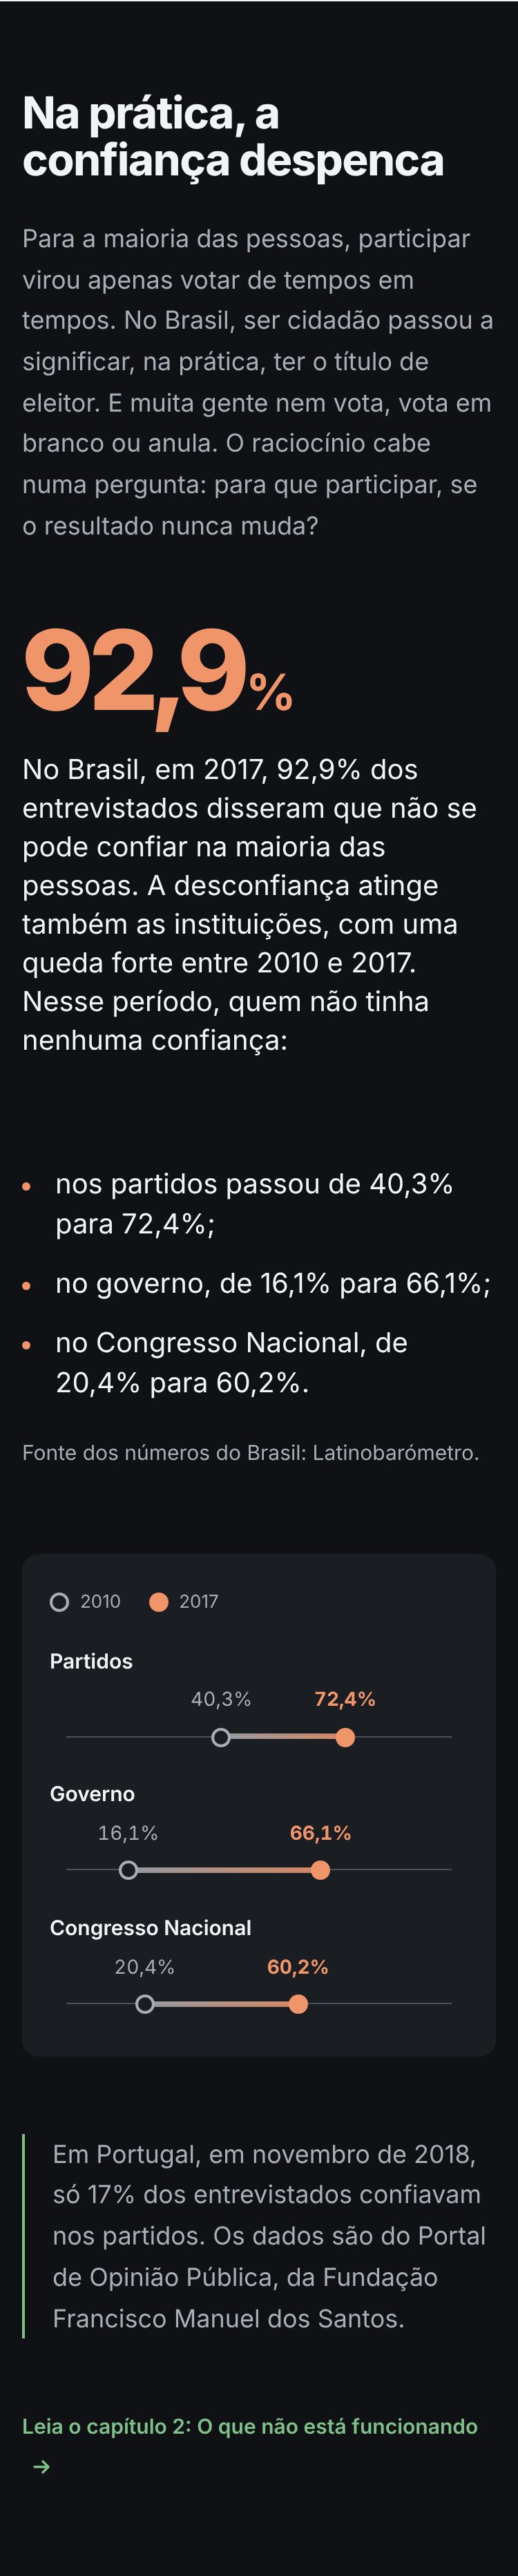 Na prática, a
confiança despenca
Para a maioria das pessoas, participar
virou apenas votar de tempos em
tempos. No Brasil, ser cidadão passou a
significar, na prática, ter o título de
eleitor. E muita gente nem vota, vota em
branco ou anula. O raciocínio cabe
numa pergunta: para que participar, se
o resultado nunca muda?
92,9%
No Brasil, em 2017, 92,9% dos
entrevistados disseram que não se
pode confiar na maioria das
pessoas. A desconfiança atinge
também as instituições, com uma
queda forte entre 2010 e 2017.
Nesse período, quem não tinha
nenhuma confiança:
• nos partidos passou de 40,3%
para 72,4%;
• no governo, de 16,1% para 66,1%;
• no Congresso Nacional, de
20,4% para 60,2%.
Fonte dos números do Brasil: Latinobarómetro.
2010 2017
Partidos
40,3% 72,4%
Governo
16,1% 66,1%
Congresso Nacional
20,4% 60,2%
Em Portugal, em novembro de 2018,
só 17% dos entrevistados confiavam
nos partidos. Os dados são do Portal
de Opinião Pública, da Fundação
Francisco Manuel dos Santos.
Leia o capítulo 2: O que não está funcionando
→